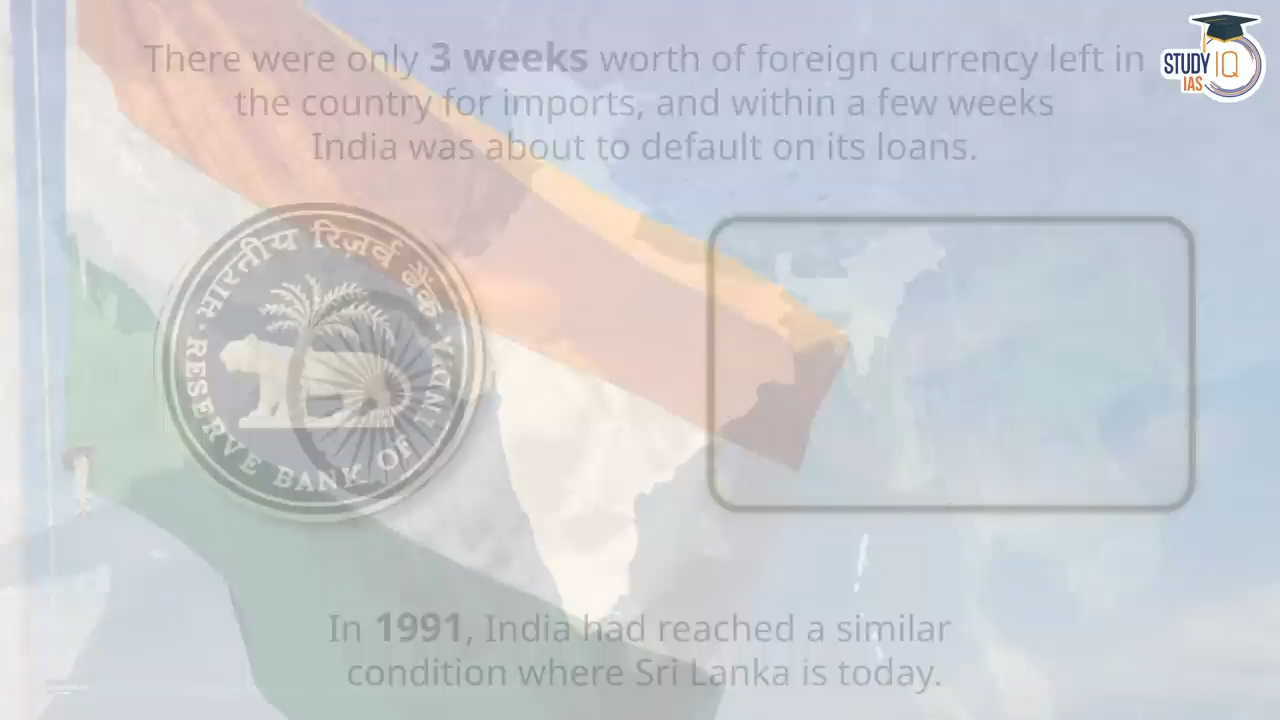 There were only 3 weeks worth of foreign currency left in
the country for imports, and within a few weeks
India was about to default on its loans.
STUDY IQ
IAS
भारतीय रिज़र्व बैंक
RESERVE BANK OF INDIA
In 1991, India had reached a similar
condition where Sri Lanka is today.